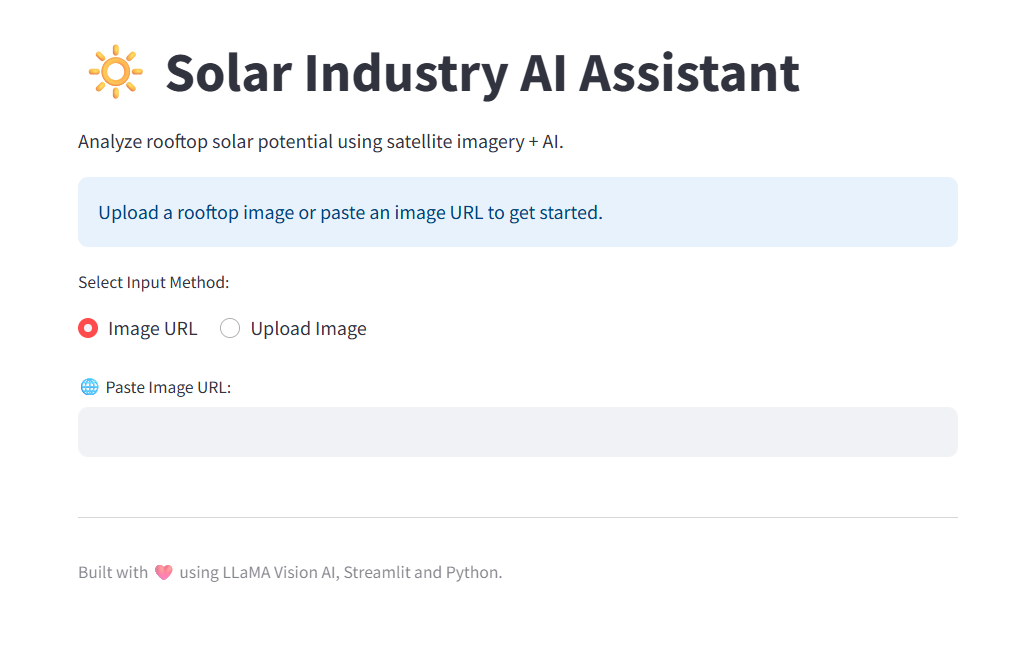 Solar Industry AI Assistant
Analyze rooftop solar potential using satellite imagery + AI.
Upload a rooftop image or paste an image URL to get started.
Select Input Method:
Image URL Upload Image
Paste Image URL:
Built with 💗 using LLaMA Vision AI, Streamlit and Python.